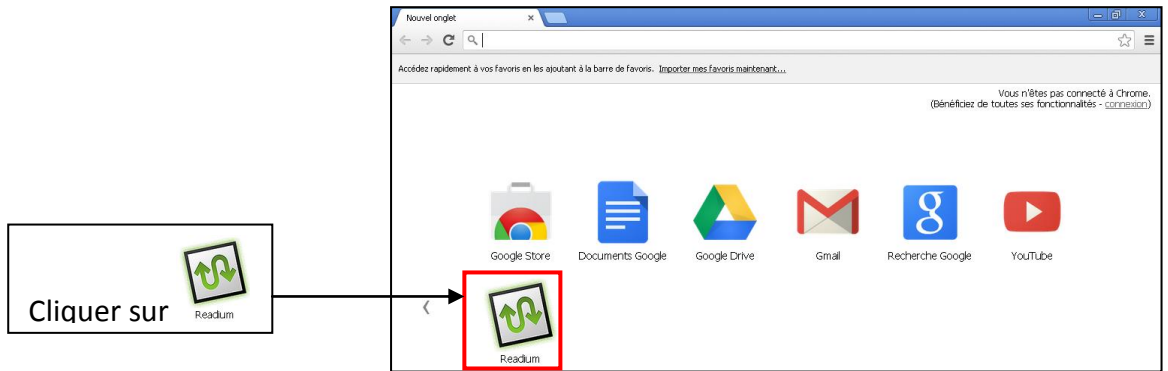 Nouvel onglet
Accédez rapidement à vos favoris en les ajoutant à la barre de favoris. Importer mes favoris maintenant...
Vous n'êtes pas connecté à Chrome.
(Bénéficiez de toutes ses fonctionnalités - connexion)
Google Store Documents Google Google Drive Gmail Recherche Google YouTube
Cliquer sur
Readium
Readium